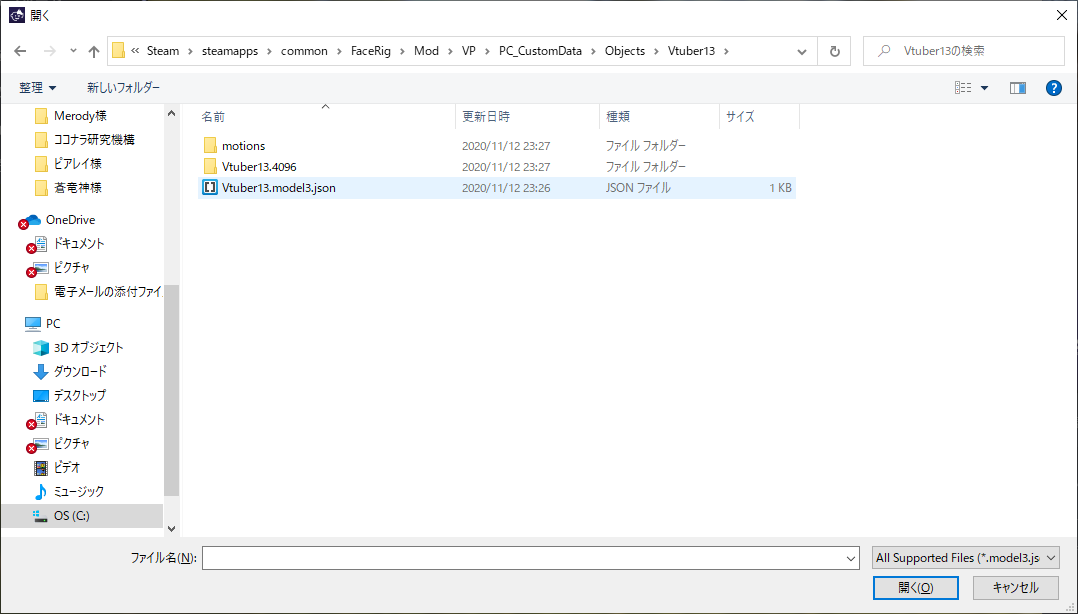 開く
« Steam > steamapps > common > FaceRig > Mod > VP > PC_CustomData > Objects > Vtuber13 >
Vtuber13の検索
整理 新しいフォルダー
Merody様
ココナラ研究機構
ピアレイ様
蒼竜神様
OneDrive
ドキュメント
ピクチャ
電子メールの添付ファイ
PC
3D オブジェクト
ダウンロード
デスクトップ
ドキュメント
ピクチャ
ビデオ
ミュージック
OS (C:)
名前 更新日時 種類 サイズ
motions 2020/11/12 23:27 ファイル フォルダー
Vtuber13.4096 2020/11/12 23:27 ファイル フォルダー
Vtuber13.model3.json 2020/11/12 23:26 JSON ファイル 1 KB
ファイル名(N):
All Supported Files (*.model3.js
開く(O) キャンセル